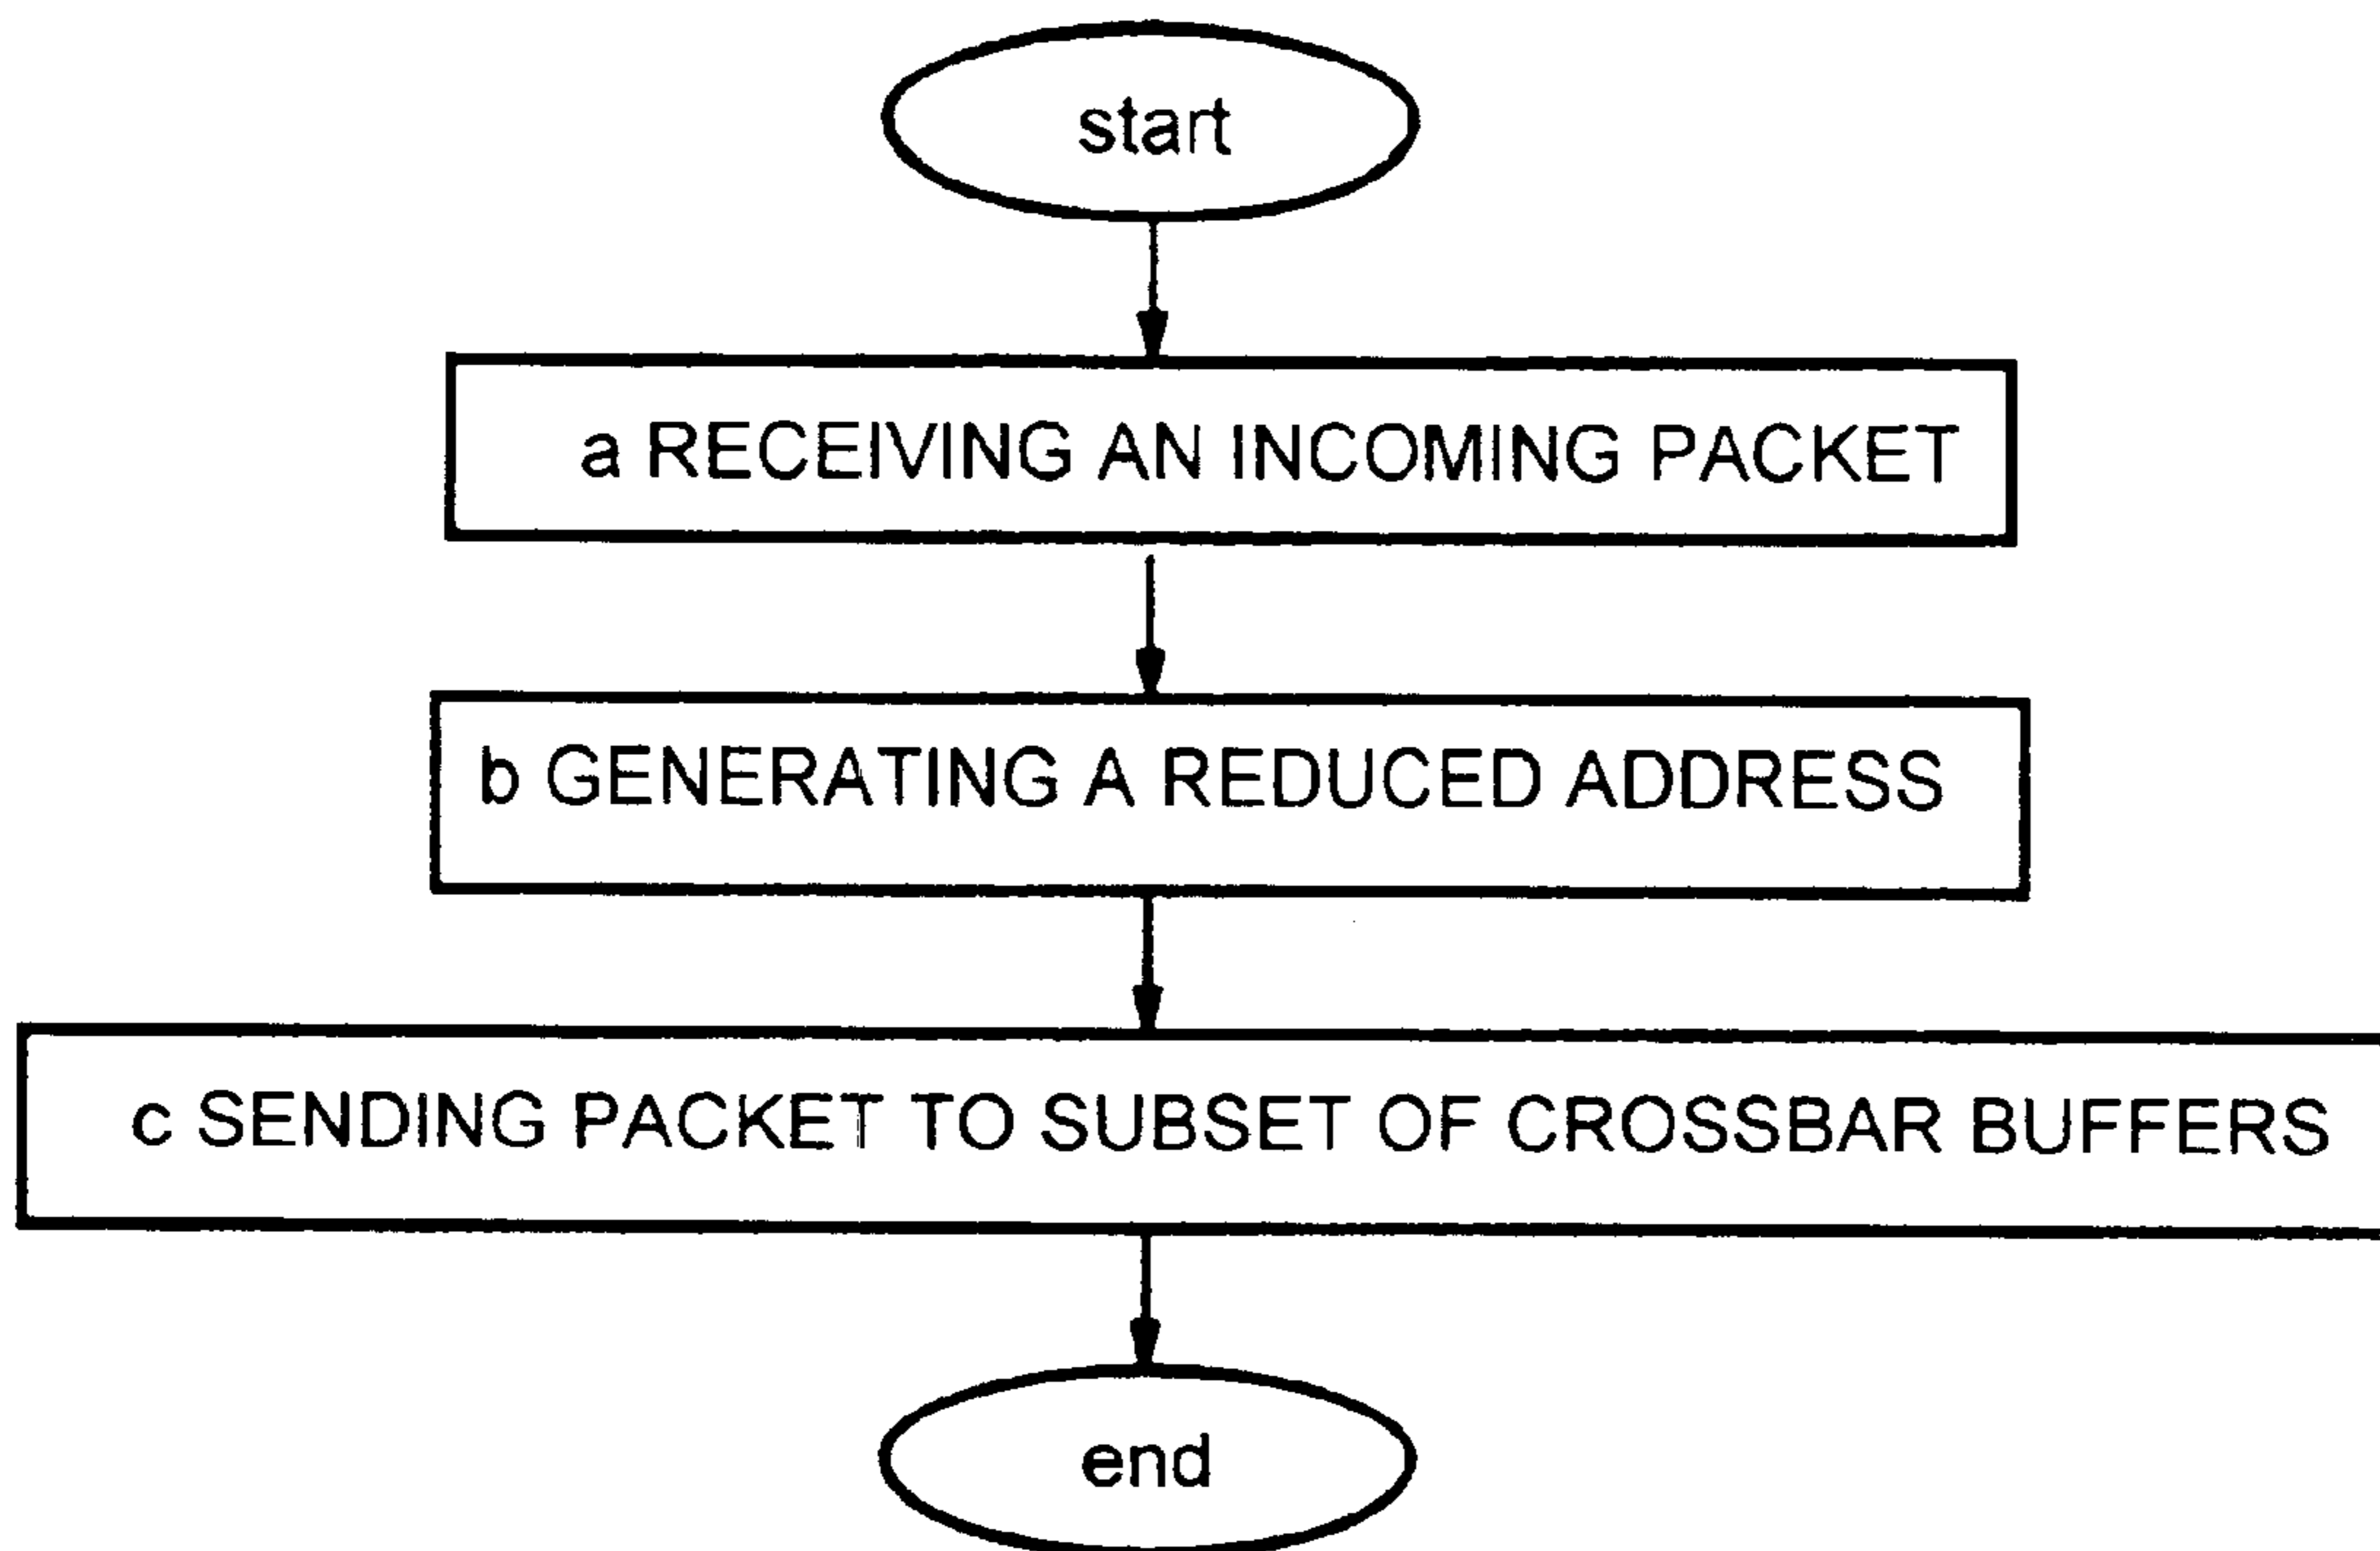 start
a RECEIVING AN INCOMING PACKET
b GENERATING A REDUCED ADDRESS
c SENDING PACKET TO SUBSET OF CROSSBAR BUFFERS
end